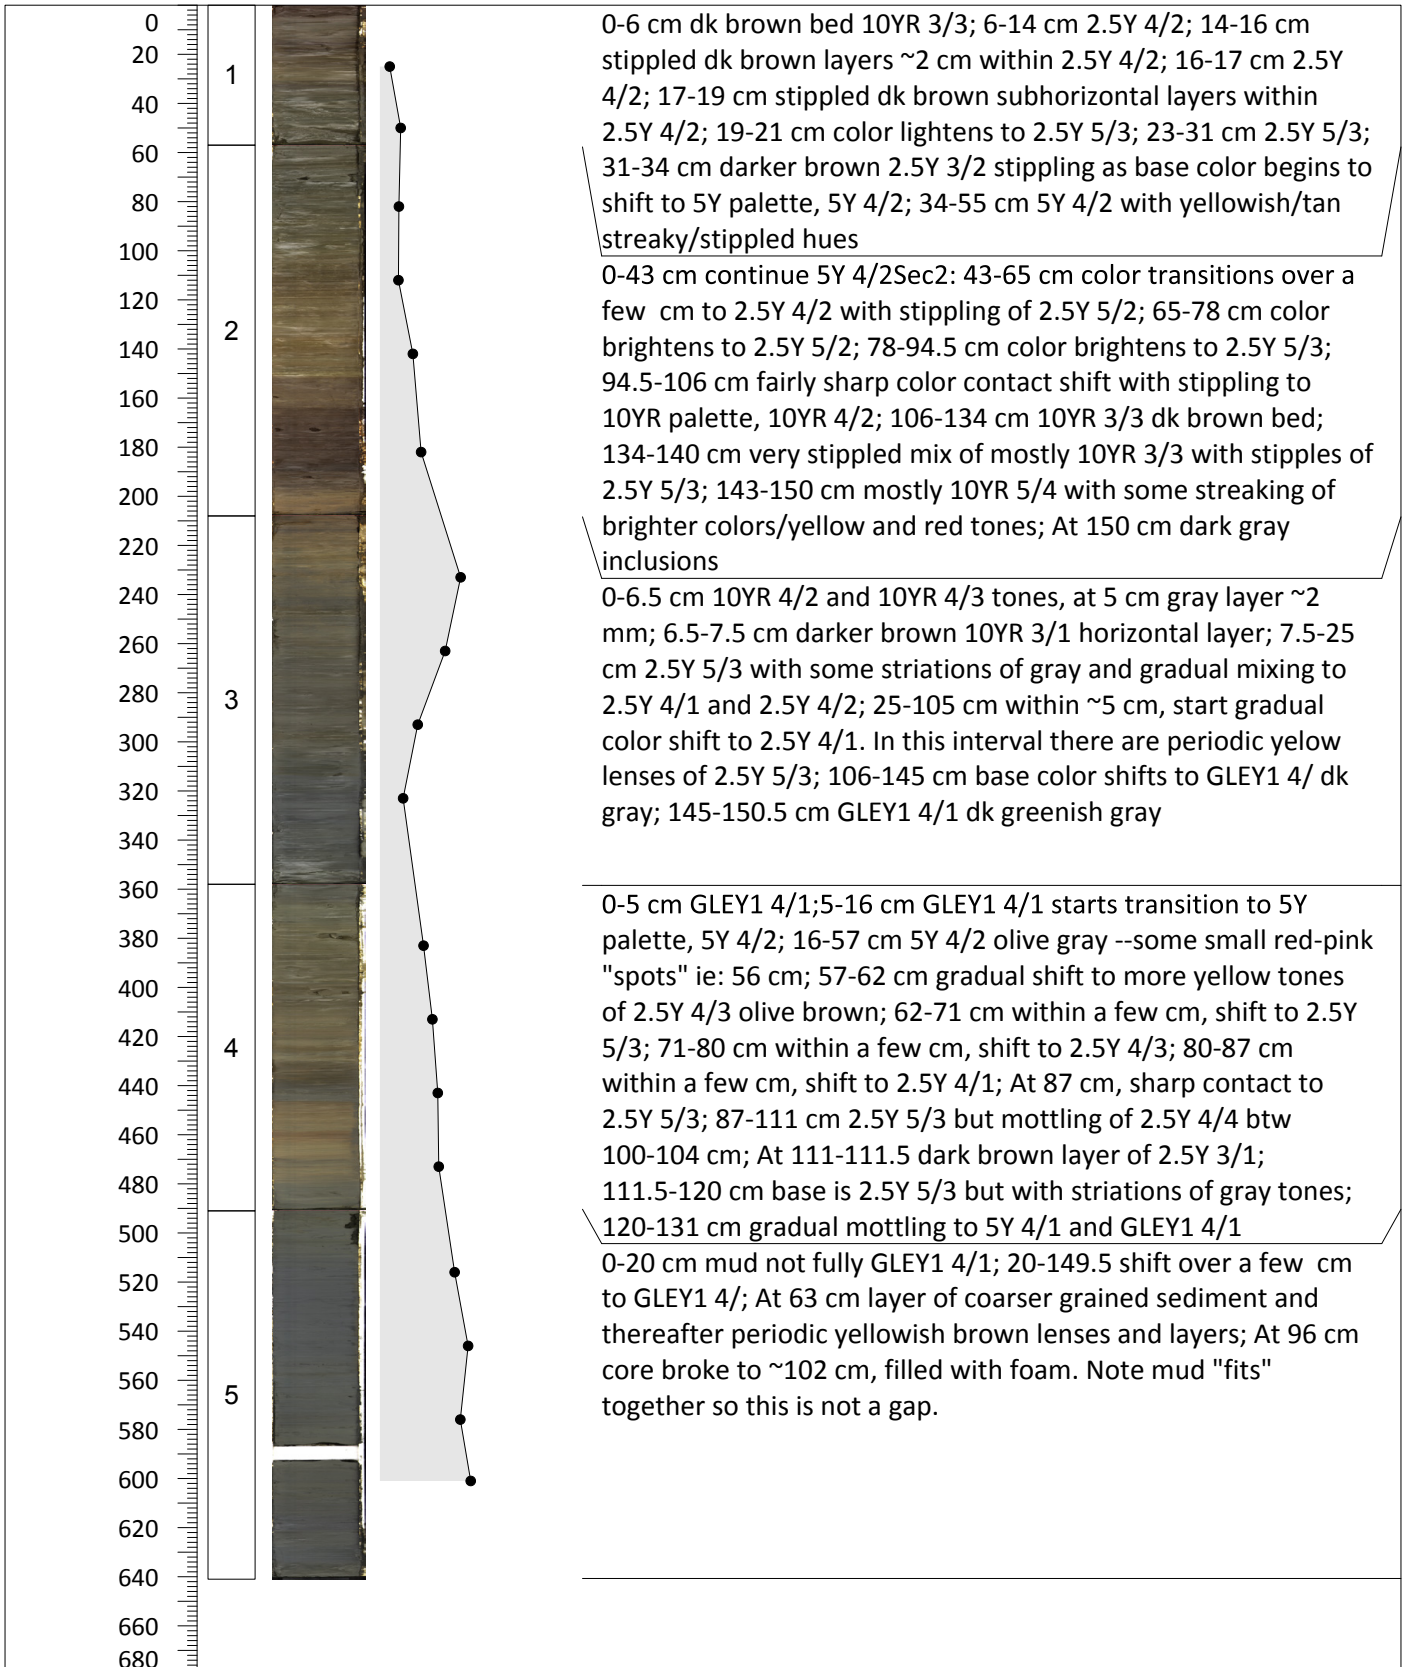 0
20
40
60
80
100
120
140
160
180
200
220
240
260
280
300
320
340
360
380
400
420
440
460
480
500
520
540
560
580
600
620
640
660
680
1
2
3
4
5
0-6 cm dk brown bed 10YR 3/3; 6-14 cm 2.5Y 4/2; 14-16 cm
stippled dk brown layers ~2 cm within 2.5Y 4/2; 16-17 cm 2.5Y
4/2; 17-19 cm stippled dk brown subhorizontal layers within
2.5Y 4/2; 19-21 cm color lightens to 2.5Y 5/3; 23-31 cm 2.5Y 5/3;
31-34 cm darker brown 2.5Y 3/2 stippling as base color begins to
shift to 5Y palette, 5Y 4/2; 34-55 cm 5Y 4/2 with yellowish/tan
streaky/stippled hues
0-43 cm continue 5Y 4/2Sec2: 43-65 cm color transitions over a
few  cm to 2.5Y 4/2 with stippling of 2.5Y 5/2; 65-78 cm color
brightens to 2.5Y 5/2; 78-94.5 cm color brightens to 2.5Y 5/3;
94.5-106 cm fairly sharp color contact shift with stippling to
10YR palette, 10YR 4/2; 106-134 cm 10YR 3/3 dk brown bed;
134-140 cm very stippled mix of mostly 10YR 3/3 with stipples of
2.5Y 5/3; 143-150 cm mostly 10YR 5/4 with some streaking of
brighter colors/yellow and red tones; At 150 cm dark gray
inclusions
0-6.5 cm 10YR 4/2 and 10YR 4/3 tones, at 5 cm gray layer ~2
mm; 6.5-7.5 cm darker brown 10YR 3/1 horizontal layer; 7.5-25
cm 2.5Y 5/3 with some striations of gray and gradual mixing to
2.5Y 4/1 and 2.5Y 4/2; 25-105 cm within ~5 cm, start gradual
color shift to 2.5Y 4/1. In this interval there are periodic yelow
lenses of 2.5Y 5/3; 106-145 cm base color shifts to GLEY1 4/ dk
gray; 145-150.5 cm GLEY1 4/1 dk greenish gray
0-5 cm GLEY1 4/1;5-16 cm GLEY1 4/1 starts transition to 5Y
palette, 5Y 4/2; 16-57 cm 5Y 4/2 olive gray --some small red-pink
"spots" ie: 56 cm; 57-62 cm gradual shift to more yellow tones
of 2.5Y 4/3 olive brown; 62-71 cm within a few cm, shift to 2.5Y
5/3; 71-80 cm within a few cm, shift to 2.5Y 4/3; 80-87 cm
within a few cm, shift to 2.5Y 4/1; At 87 cm, sharp contact to
2.5Y 5/3; 87-111 cm 2.5Y 5/3 but mottling of 2.5Y 4/4 btw
100-104 cm; At 111-111.5 dark brown layer of 2.5Y 3/1;
111.5-120 cm base is 2.5Y 5/3 but with striations of gray tones;
120-131 cm gradual mottling to 5Y 4/1 and GLEY1 4/1
0-20 cm mud not fully GLEY1 4/1; 20-149.5 shift over a few  cm
to GLEY1 4/; At 63 cm layer of coarser grained sediment and
thereafter periodic yellowish brown lenses and layers; At 96 cm
core broke to ~102 cm, filled with foam. Note mud "fits"
together so this is not a gap.